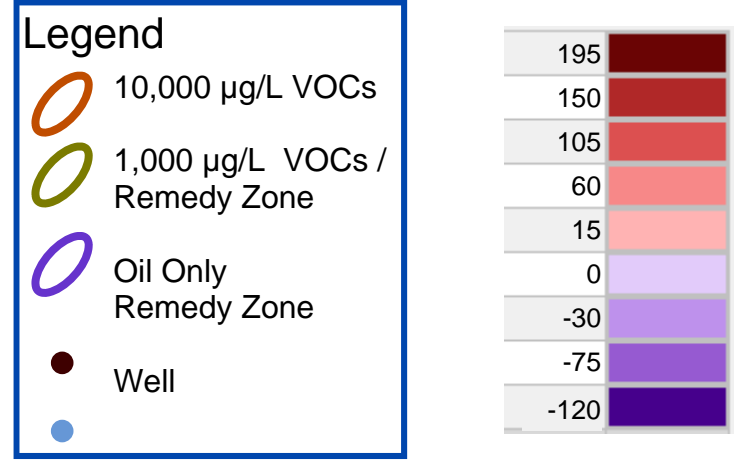 Legend
10,000 µg/L VOCs
1,000 µg/L VOCs /
Remedy Zone
Oil Only
Remedy Zone
Well
195
150
105
60
15
0
-30
-75
-120